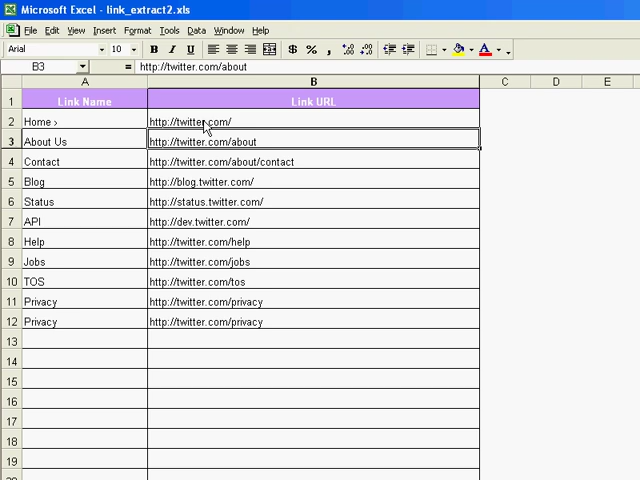 Microsoft Excel - link_extract2.xls
File Edit View Insert Format Tools Data Window Help
Arial 10 B I U $ % ,
B3 = http://twitter.com/about
A B C D E
1 Link Name Link URL
2 Home › http://twitter.com/
3 About Us http://twitter.com/about
4 Contact http://twitter.com/about/contact
5 Blog http://blog.twitter.com/
6 Status http://status.twitter.com/
7 API http://dev.twitter.com/
8 Help http://twitter.com/help
9 Jobs http://twitter.com/jobs
10 TOS http://twitter.com/tos
11 Privacy http://twitter.com/privacy
12 Privacy http://twitter.com/privacy
13
14
15
16
17
18
19